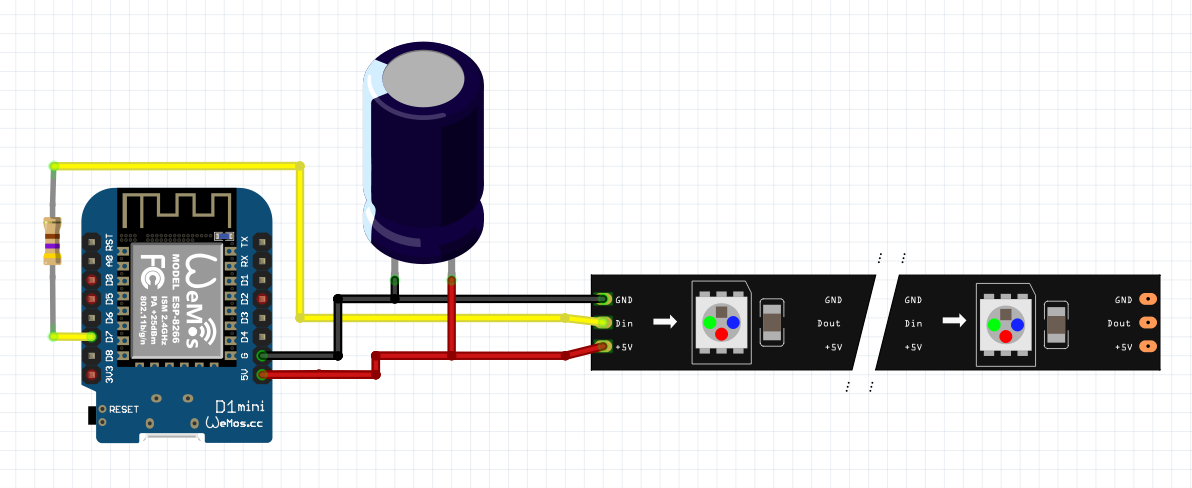 RST
A0
D0
D5
D6
D7
D8
3V3
TX
RX
D1
D2
D3
D4
G
5V
WeMos
MODEL ESP-8266
ISM 2.4GHz
PA +25dBm
802.11b/g/n
FC
RESET
D1mini
WeMos.cc
GND
Din
+5V
GND
Dout
+5V
GND
Din
+5V
GND
Dout
+5V